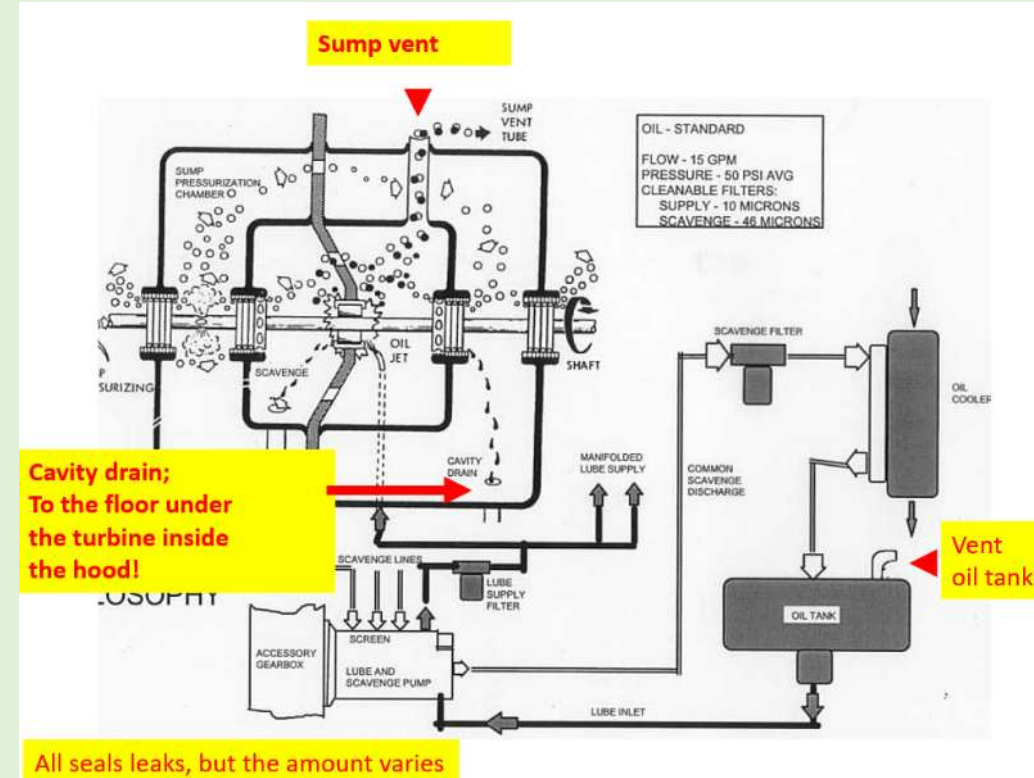 Sump vent
SUMP
VENT
TUBE
OIL - STANDARD
FLOW - 15 GPM
PRESSURE - 50 PSI AVG
CLEANABLE FILTERS:
SUPPLY - 10 MICRONS
SCAVENGE - 46 MICRONS
SUMP
PRESSURIZATION
CHAMBER
OIL
JET
SHAFT
P
SURIZING
SCAVENGE
SCAVENGE FILTER
OIL
COOLER
Cavity drain;
To the floor under
the turbine inside
the hood!
CAVITY
DRAIN
MANIFOLDED
LUBE SUPPLY
COMMON
SCAVENGE
DISCHARGE
Vent
oil tank
SCAVENGE LINES
LUBE
SUPPLY
FILTER
LOSOPHY
OIL TANK
SCREEN
ACCESSORY
GEARBOX
LUBE AND
SCAVENGE PUMP
LUBE INLET
All seals leaks, but the amount varies